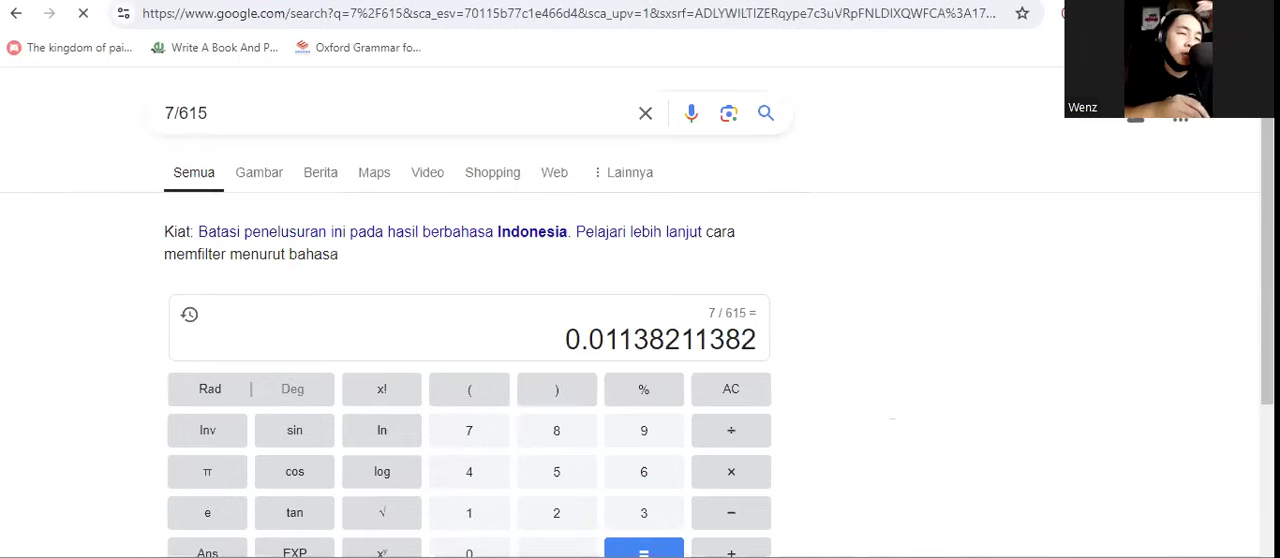 https://www.google.com/search?q=7%2F615&sca_esv=70115b77c1e466d4&sca_upv=1&sxsrf=ADLYWILTIZERqype7c3uVRpFNLDIXQWFCA%3A17...
The kingdom of pai...
Write A Book And P...
Oxford Grammar fo...
Wenz
7/615
Semua Gambar Berita Maps Video Shopping Web Lainnya
Kiat: Batasi penelusuran ini pada hasil berbahasa Indonesia. Pelajari lebih lanjut cara
memfilter menurut bahasa
7 / 615 =
0.01138211382
Rad | Deg x! ( ) % AC
Inv sin ln 7 8 9 ÷
π cos log 4 5 6 ×
e tan √ 1 2 3 −
Ans EXP xʸ 0 . = +